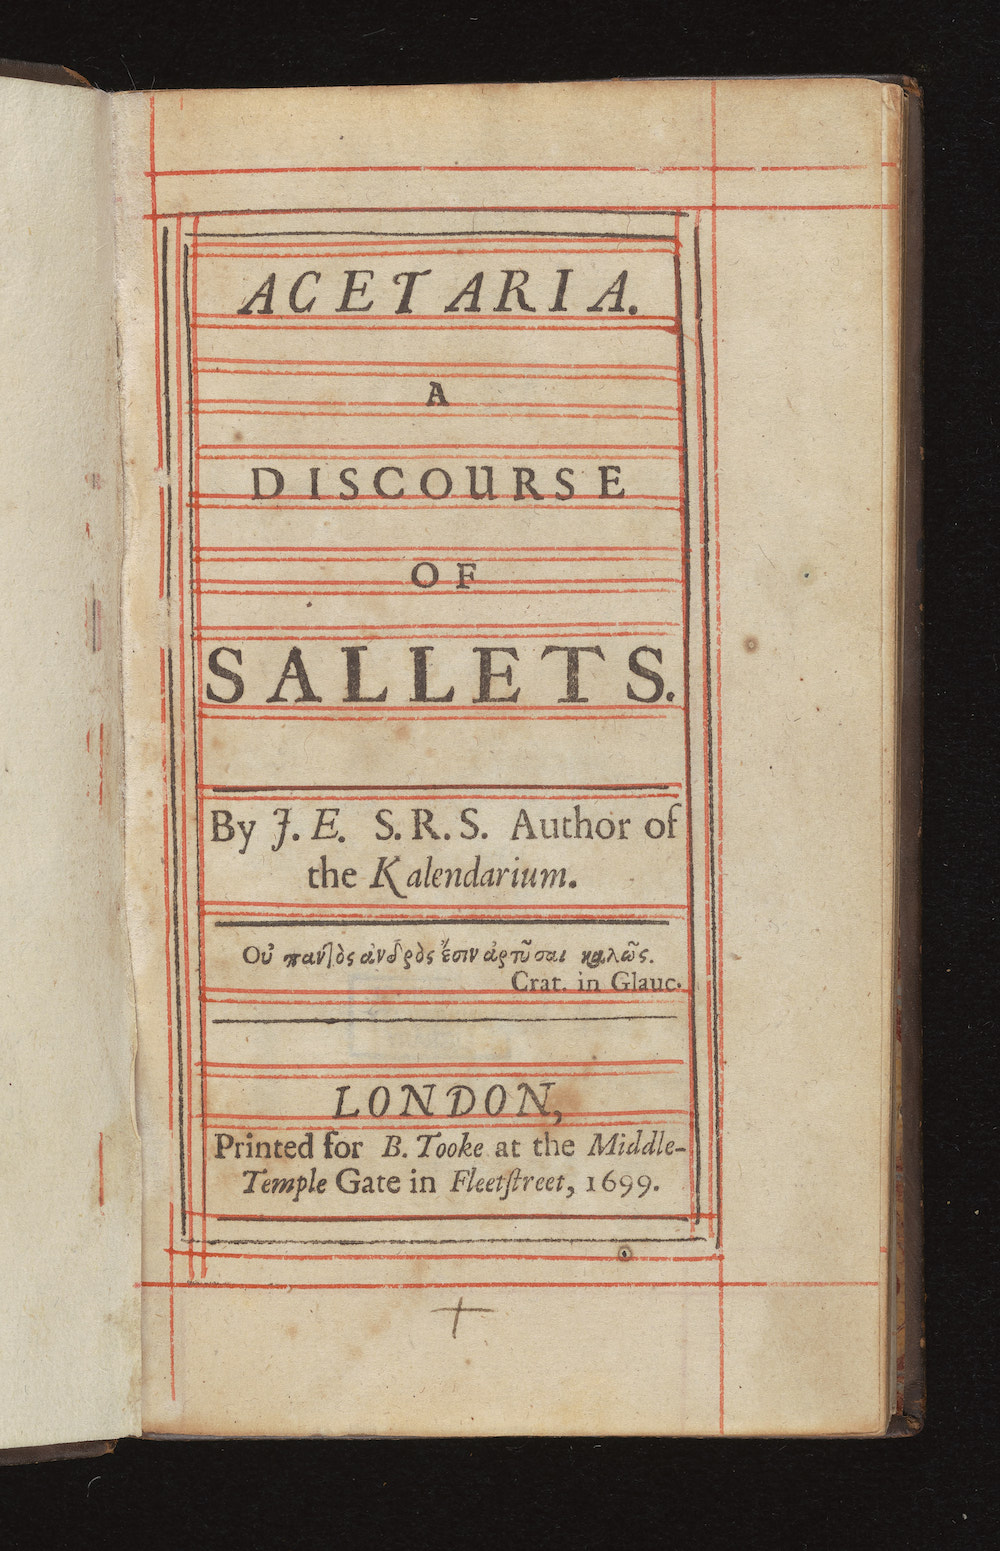 ACETARIA.
A
DISCOURSE
OF
SALLETS.
By J. E. S.R.S. Author of
the Kalendarium.
Οὐ παντὸς ἀνδρὸς ἔστιν ἀρτῦσαι καλῶς.
Crat. in Glauc.
LONDON,
Printed for B. Tooke at the Middle-
Temple Gate in Fleetſtreet, 1699.